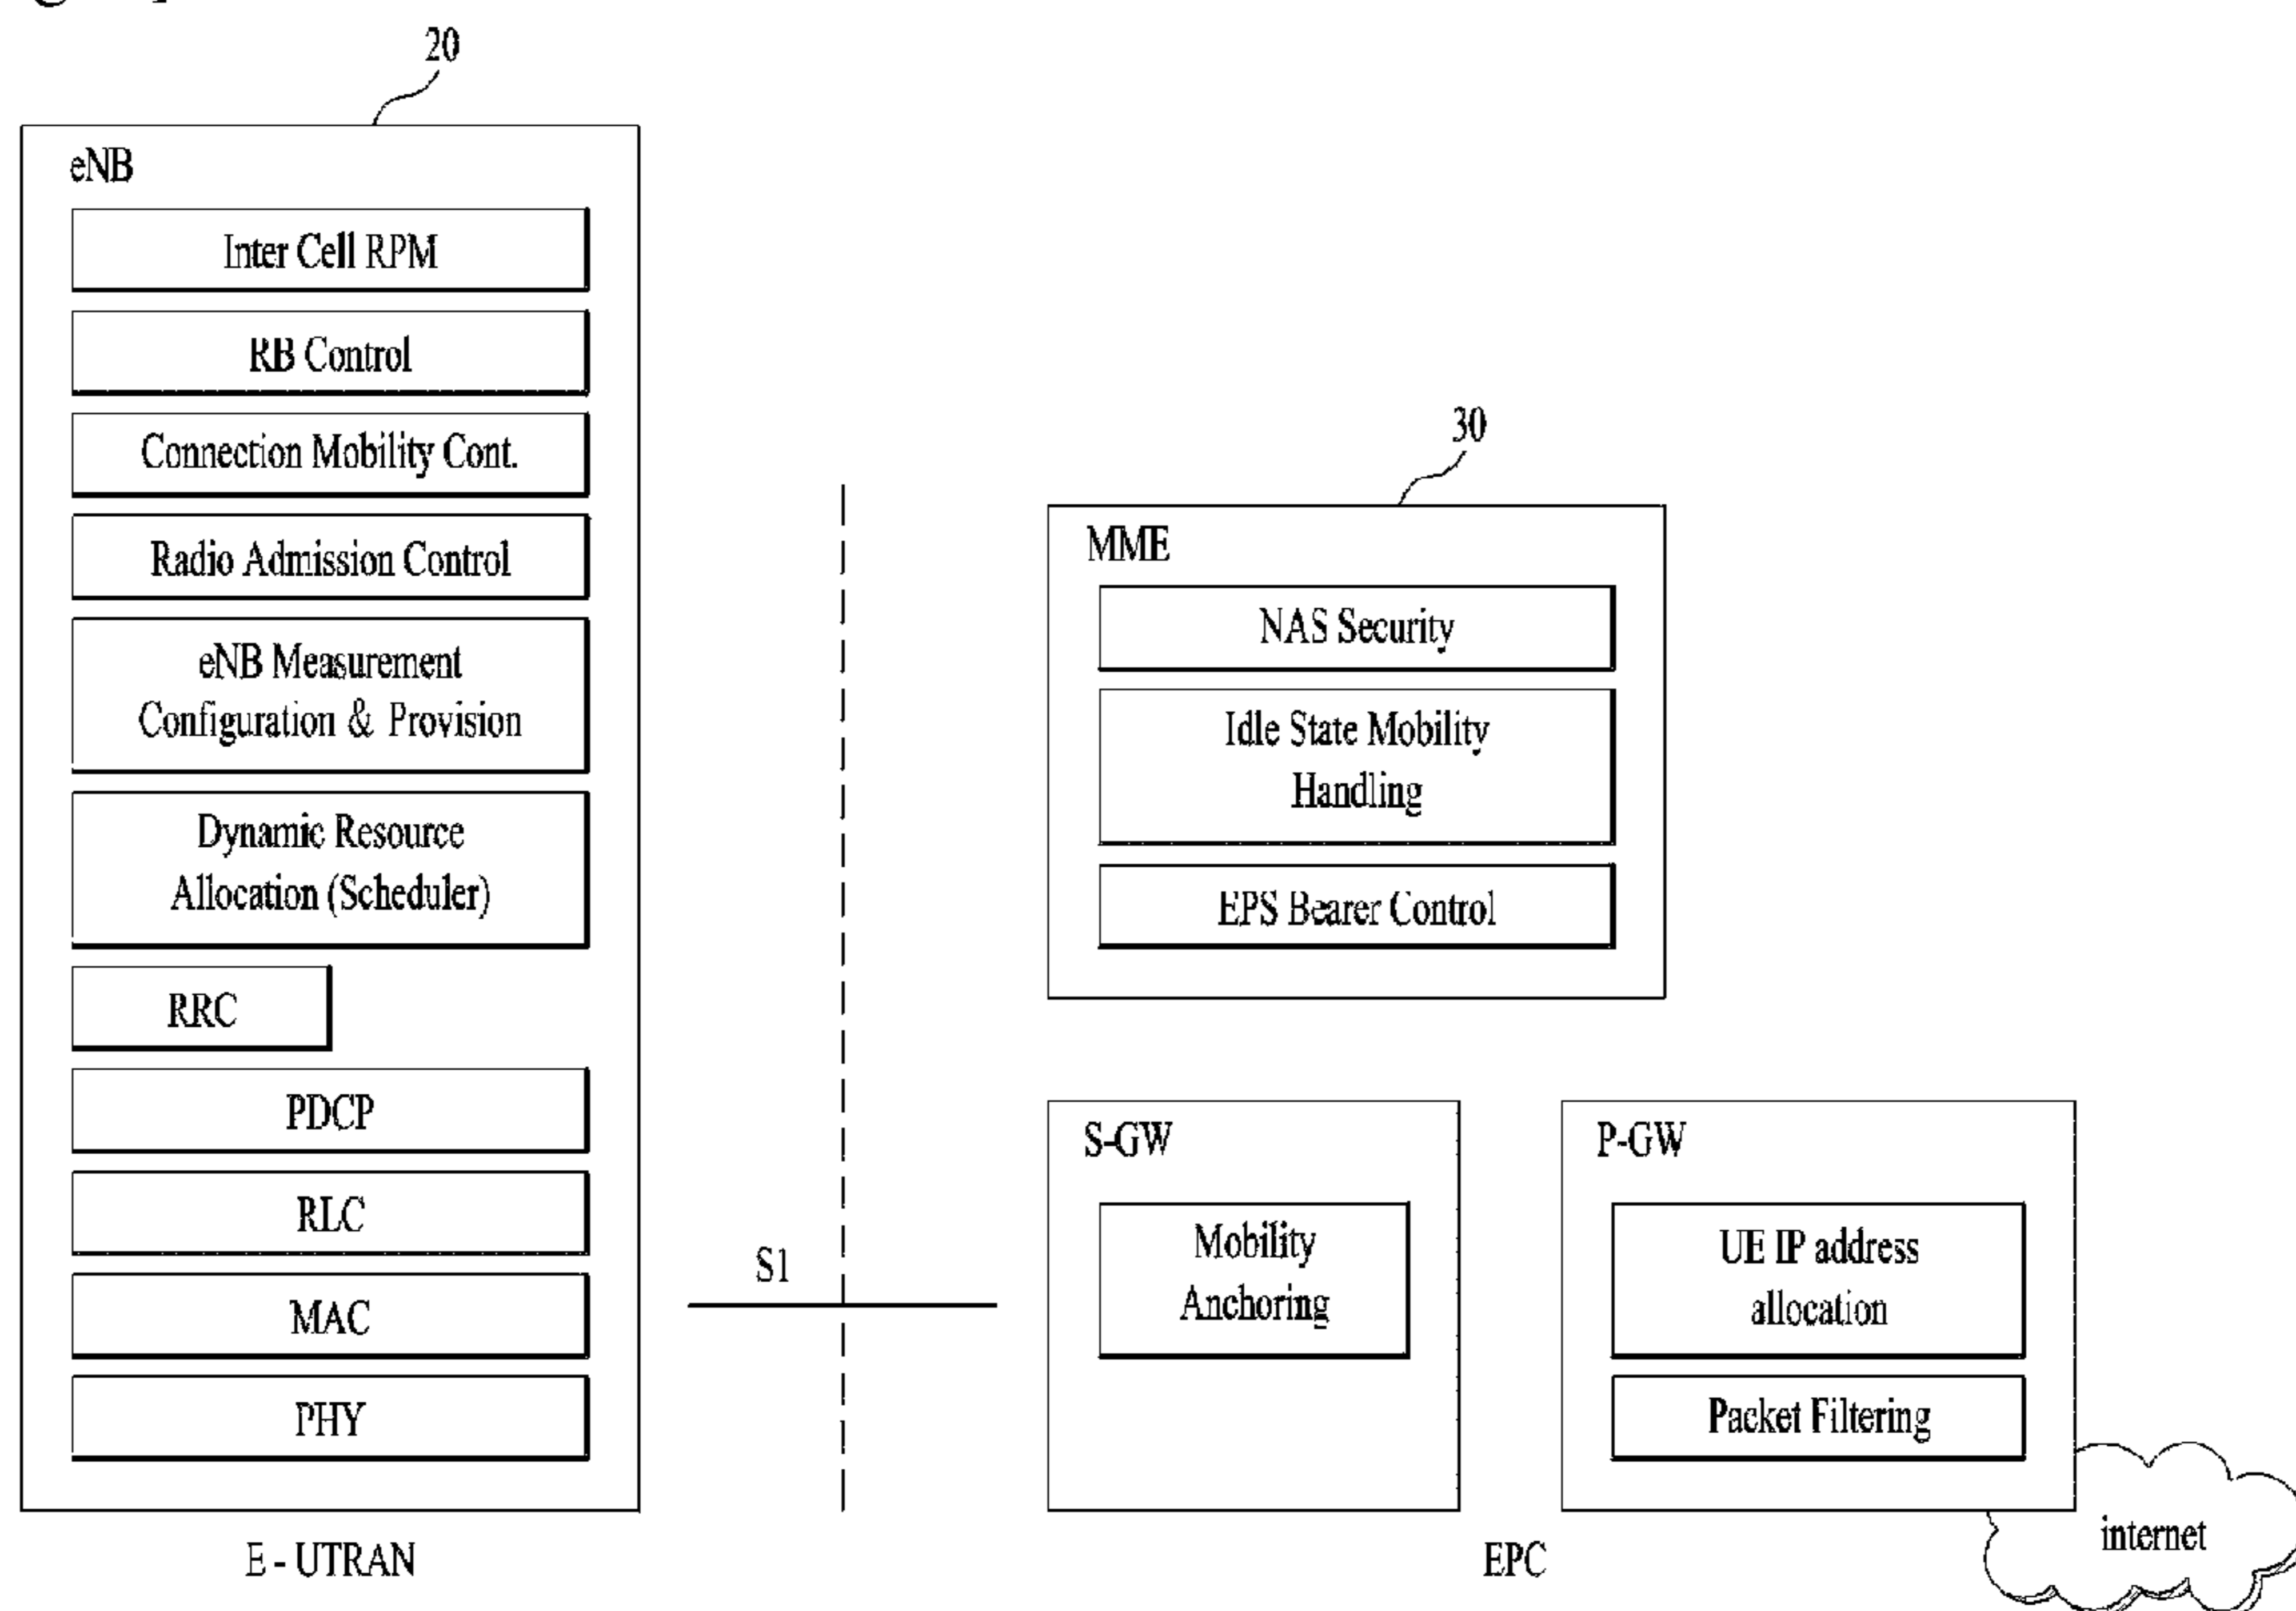 20
eNB
Inter Cell RPM
RB Control
Connection Mobility Cont.
Radio Admission Control
eNB Measurement
Configuration & Provision
Dynamic Resource
Allocation (Scheduler)
RRC
PDCP
RLC
MAC
PHY
E - UTRAN
S1
30
MME
NAS Security
Idle State Mobility
Handling
EPS Bearer Control
S-GW
Mobility
Anchoring
P-GW
UE IP address
allocation
Packet Filtering
internet
EPC